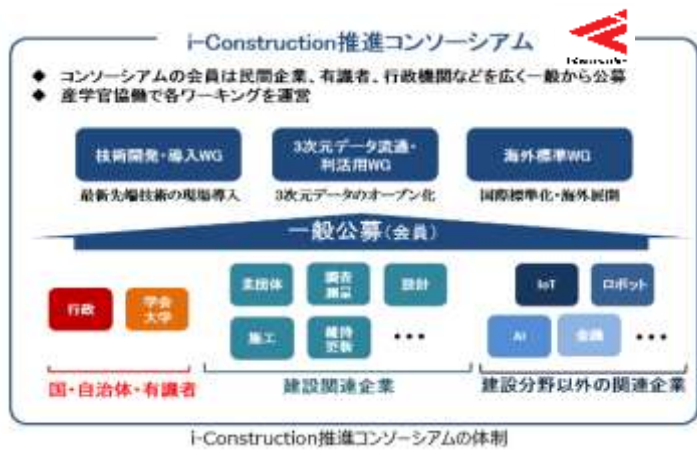 i-Construction推進コンソーシアム
◆ コンソーシアムの会員は民間企業、有識者、行政機関などを広く一般から公募
◆ 産学官協働で各ワーキングを運営
技術開発・導入WG
3次元データ流通・
利活用WG
海外標準WG
最新先端技術の現場導入
3次元データのオープン化
国際標準化・海外展開
一般公募(会員)
行政
学会
大学
業団体
調査
測量
設計
施工
維持
更新
・・・
IoT
ロボット
AI
金融
・・・
国・自治体・有識者
建設関連企業
建設分野以外の関連企業
i-Construction推進コンソーシアムの体制